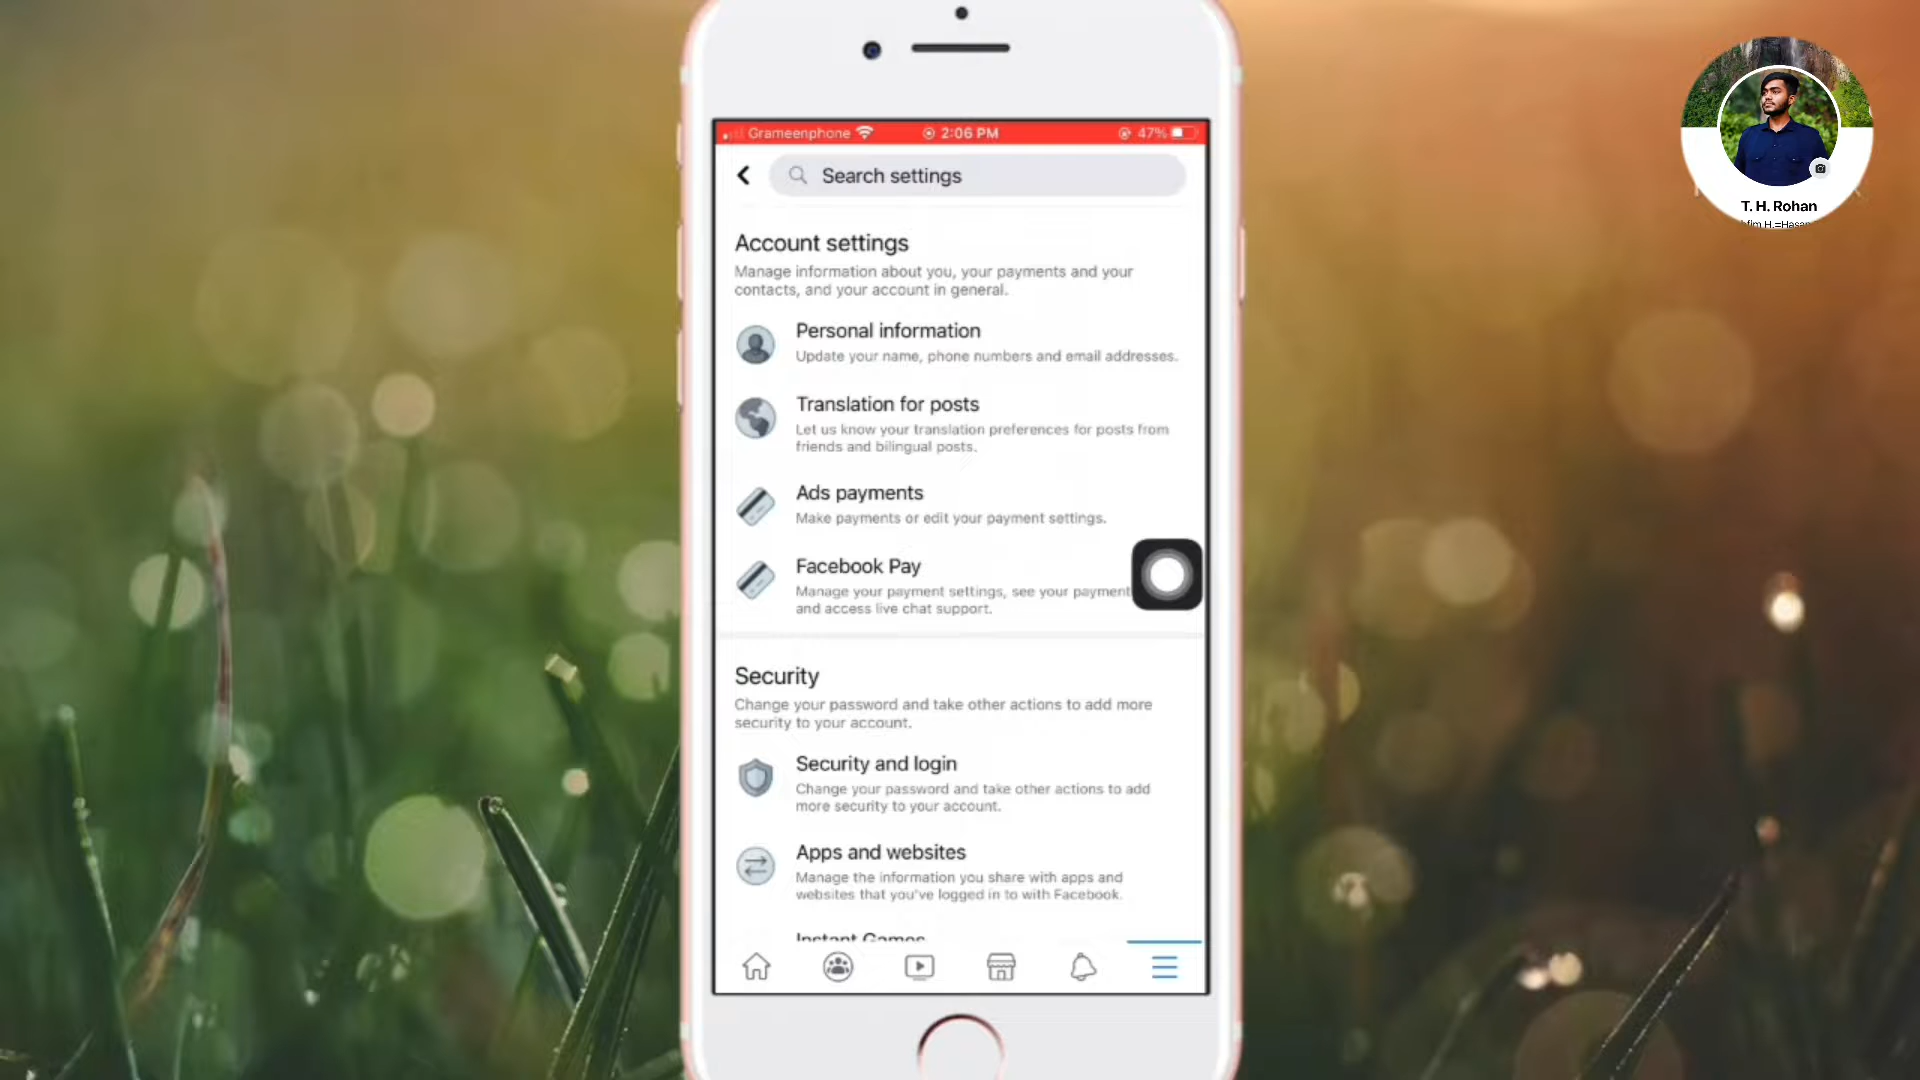 Grameenphone 2:06 PM 47%
Search settings
T. H. Rohan
Account settings
Manage information about you, your payments and your
contacts, and your account in general.
Personal information
Update your name, phone numbers and email addresses.
Translation for posts
Let us know your translation preferences for posts from
friends and bilingual posts.
Ads payments
Make payments or edit your payment settings.
Facebook Pay
Manage your payment settings, see your payment
and access live chat support.
Security
Change your password and take other actions to add more
security to your account.
Security and login
Change your password and take other actions to add
more security to your account.
Apps and websites
Manage the information you share with apps and
websites that you've logged in to with Facebook.
Instant Games